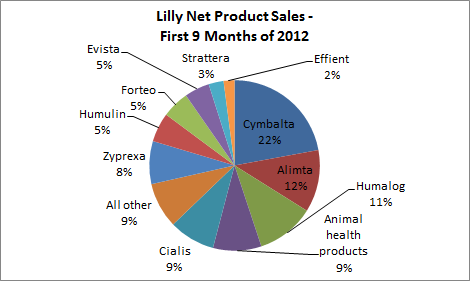 Lilly Net Product Sales -
First 9 Months of 2012
Cymbalta
22%
Alimta
12%
Humalog
11%
Animal
health
products
9%
Cialis
9%
All other
9%
Zyprexa
8%
Humulin
5%
Forteo
5%
Evista
5%
Strattera
3%
Effient
2%